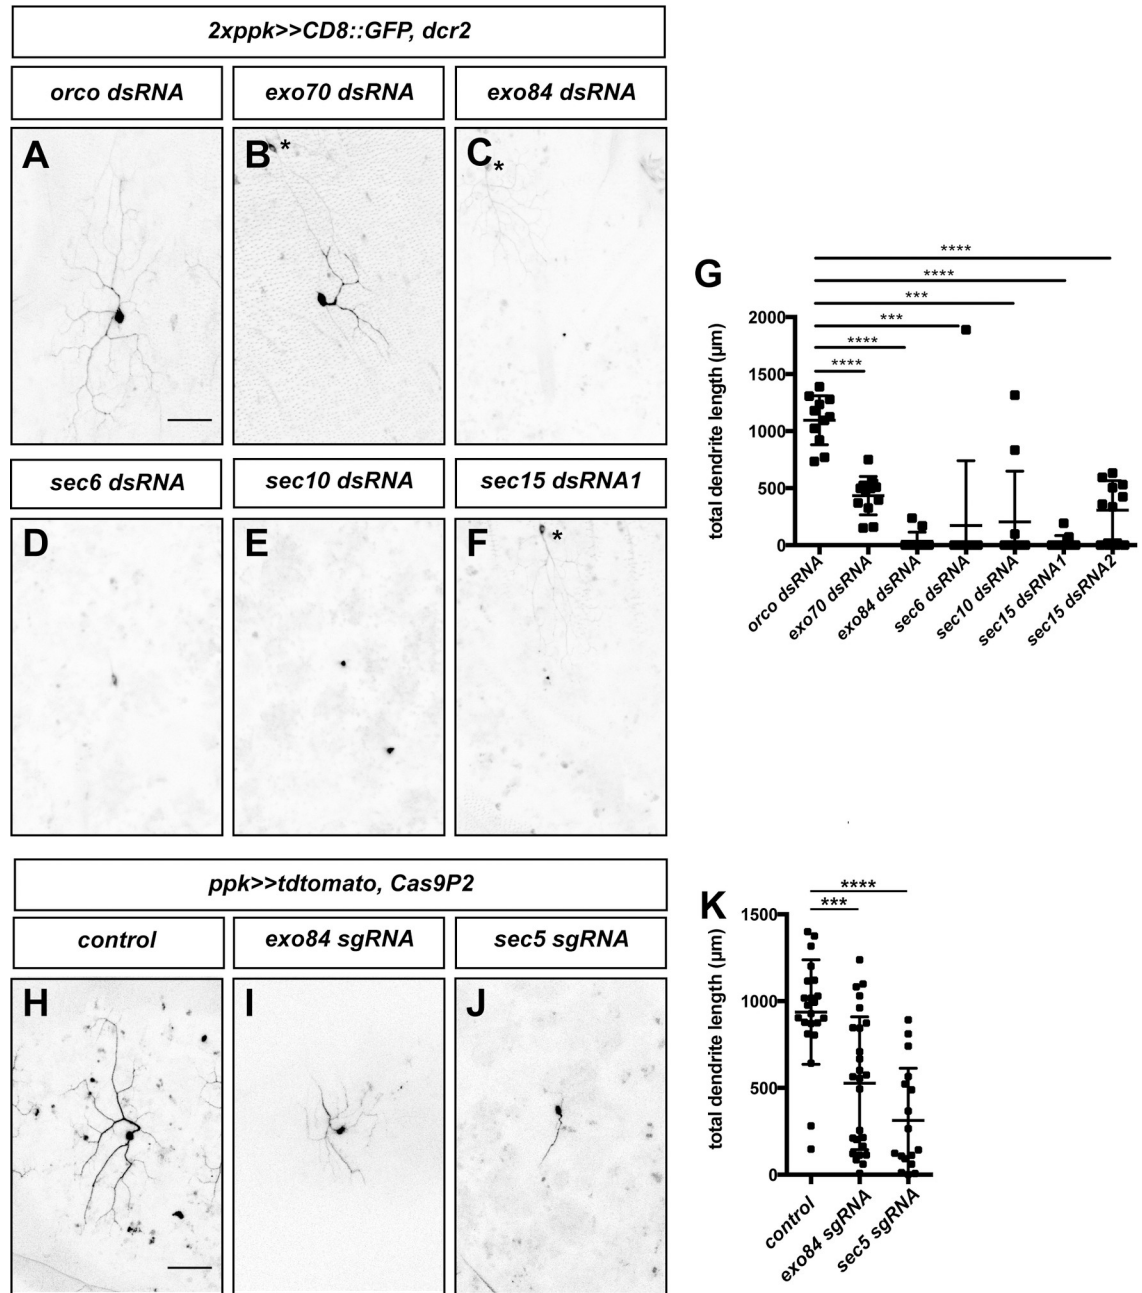 2xppk>>CD8::GFP, dcr2
orco dsRNA
exo70 dsRNA
exo84 dsRNA
A
B *
C *
sec6 dsRNA
sec10 dsRNA
sec15 dsRNA1
D
E
F *
G
****
****
***
***
****
****
total dendrite length (μm)
2000
1500
1000
500
0
orco dsRNA
exo70 dsRNA
exo84 dsRNA
sec6 dsRNA
sec10 dsRNA
sec15 dsRNA1
sec15 dsRNA2
ppk>>tdtomato, Cas9P2
control
exo84 sgRNA
sec5 sgRNA
H
I
J
K
****
***
total dendrite length (μm)
1500
1000
500
0
control
exo84 sgRNA
sec5 sgRNA